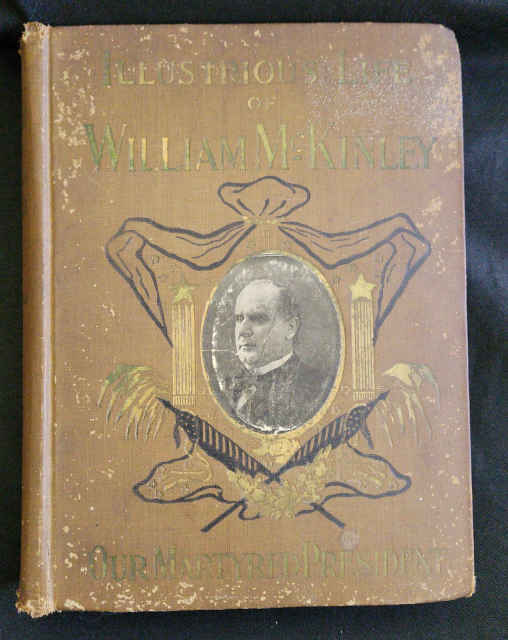 ILLUSTRIOUS LIFE
OF
WILLIAM MCKINLEY
OUR MARTYRED PRESIDENT